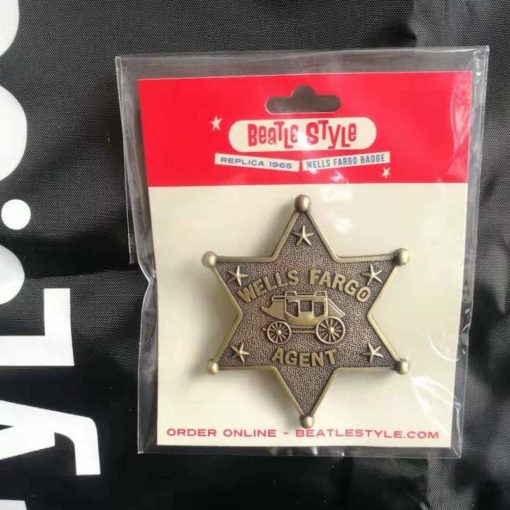 BEATLE STYLE
REPLICA 1965 WELLS FARGO BADGE
WELLS FARGO
AGENT
ORDER ONLINE - BEATLESTYLE.COM